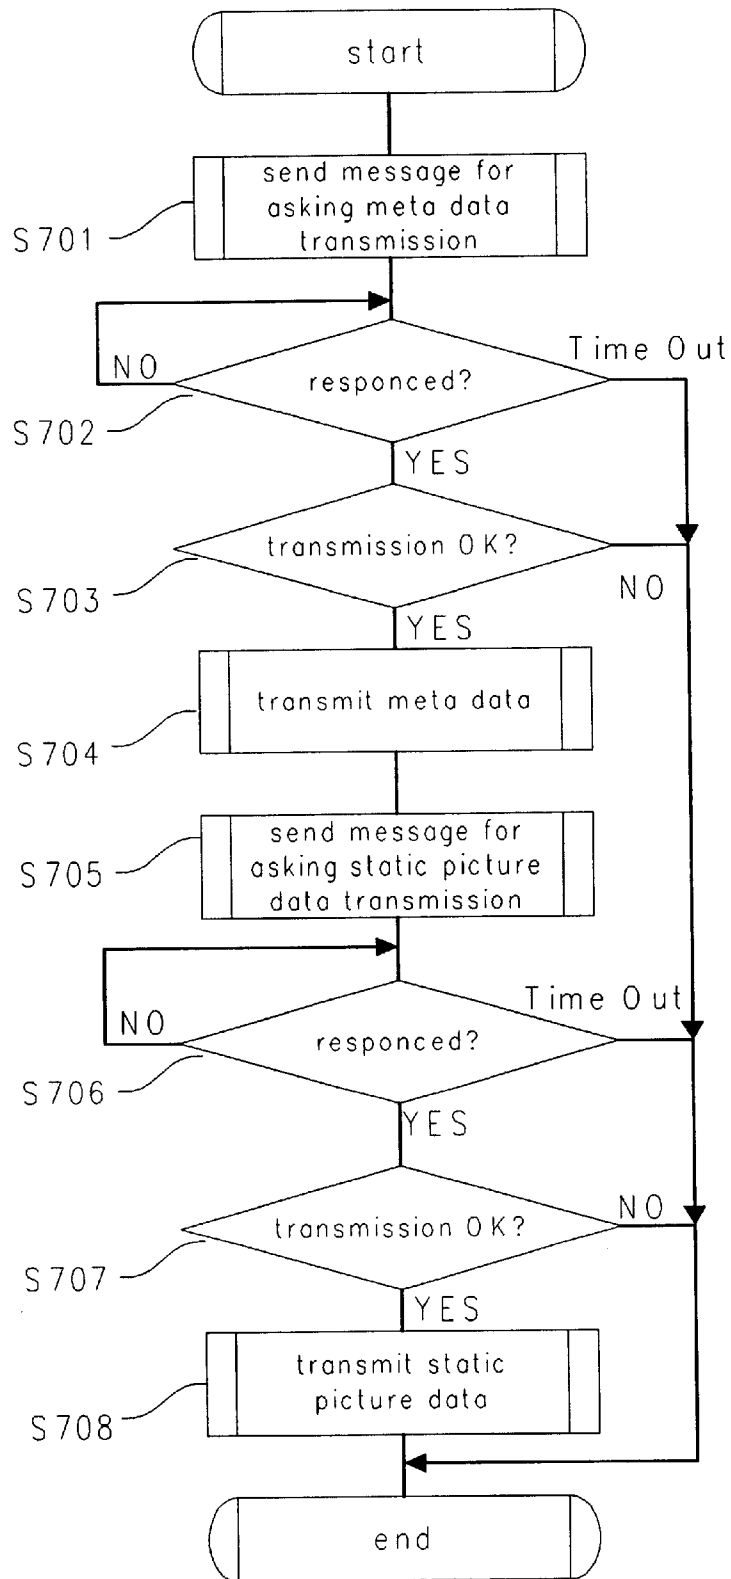 start
send message for
asking meta data
transmission
S701
NO
responced?
Time Out
S702
YES
transmission OK?
S703
NO
YES
transmit meta data
S704
send message for
asking static picture
data transmission
S705
NO
responced?
Time Out
S706
YES
transmission OK?
NO
S707
YES
transmit static
picture data
S708
end